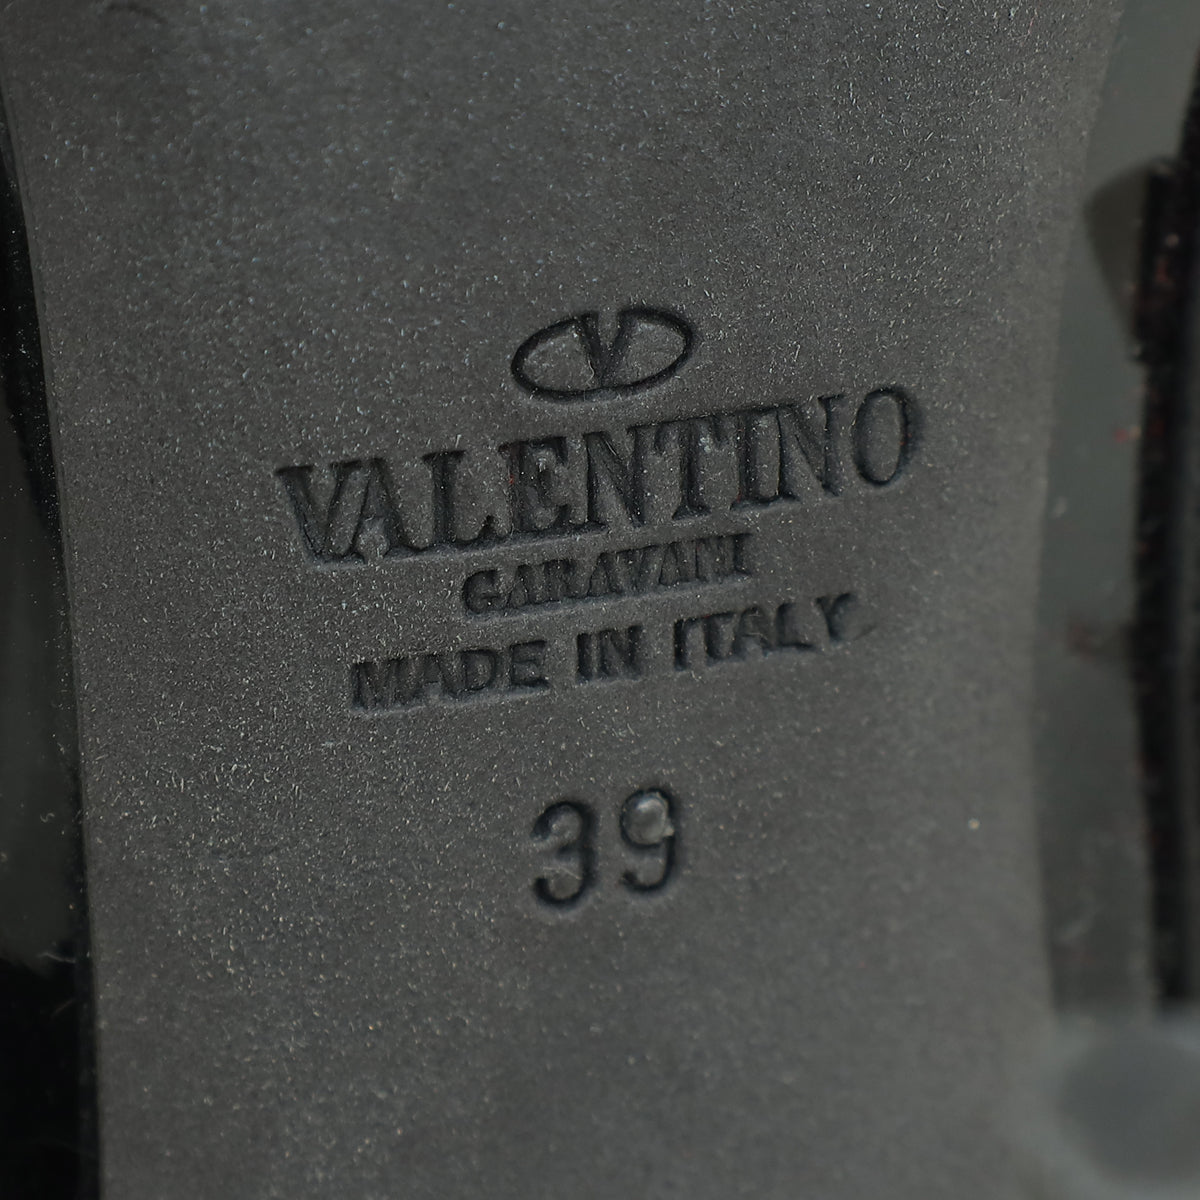 V
VALENTINO
GARAVANI
MADE IN ITALY
39